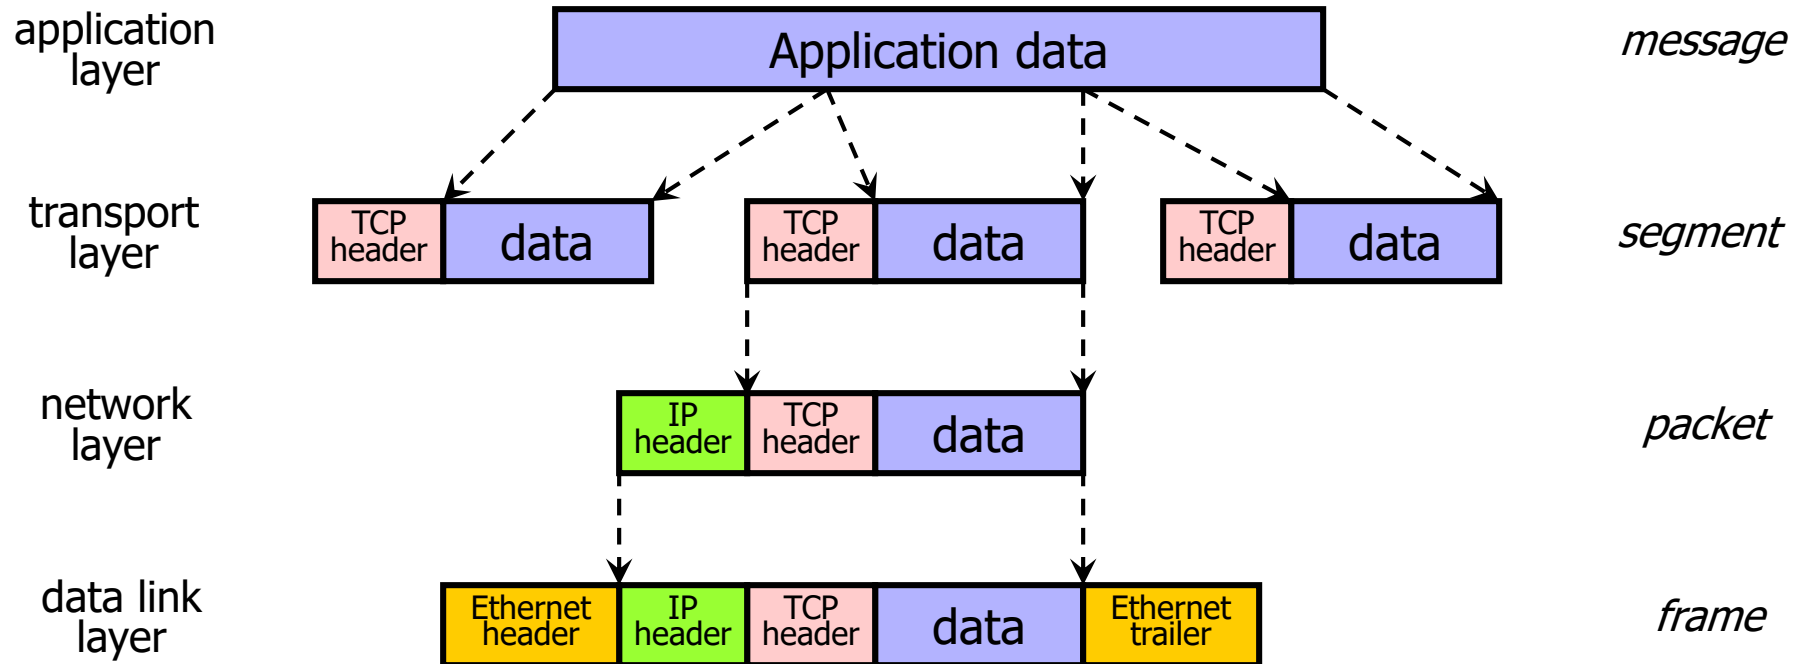 application
layer
Application data
message
transport
layer
TCP
header
data
TCP
header
data
TCP
header
data
segment
network
layer
IP
header
TCP
header
data
packet
data link
layer
Ethernet
header
IP
header
TCP
header
data
Ethernet
trailer
frame